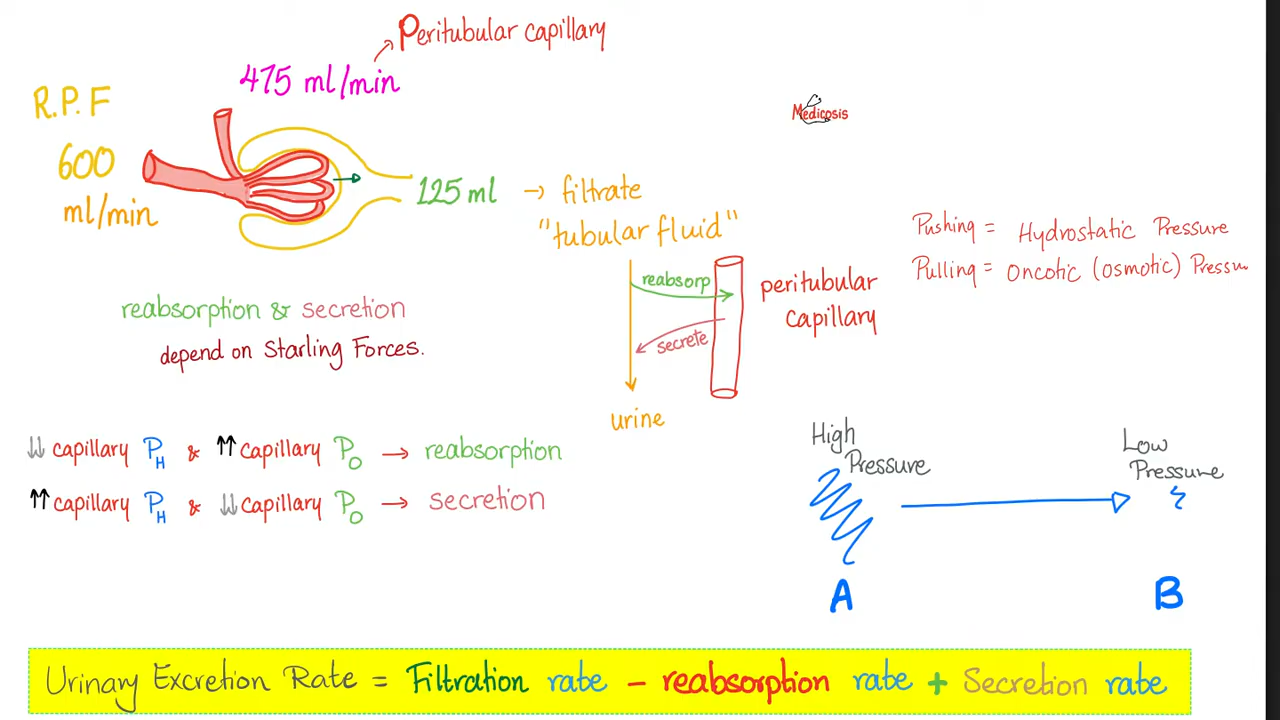 Peritubular capillary
475 ml/min
R.P.F
600
ml/min
Medicosis
125 ml → filtrate
"tubular fluid"
Pushing = Hydrostatic Pressure
Pulling = Oncotic (osmotic) Pressu
reabsorp
secrete
peritubular
capillary
urine
reabsorption & secretion
depend on Starling Forces.
↓↓ capillary PH & ↑↑ capillary PO → reabsorption
↑↑ capillary PH & ↓↓ capillary PO → secretion
High
Pressure
Low
Pressure
A
B
Urinary Excretion Rate = Filtration rate - reabsorption rate + Secretion rate